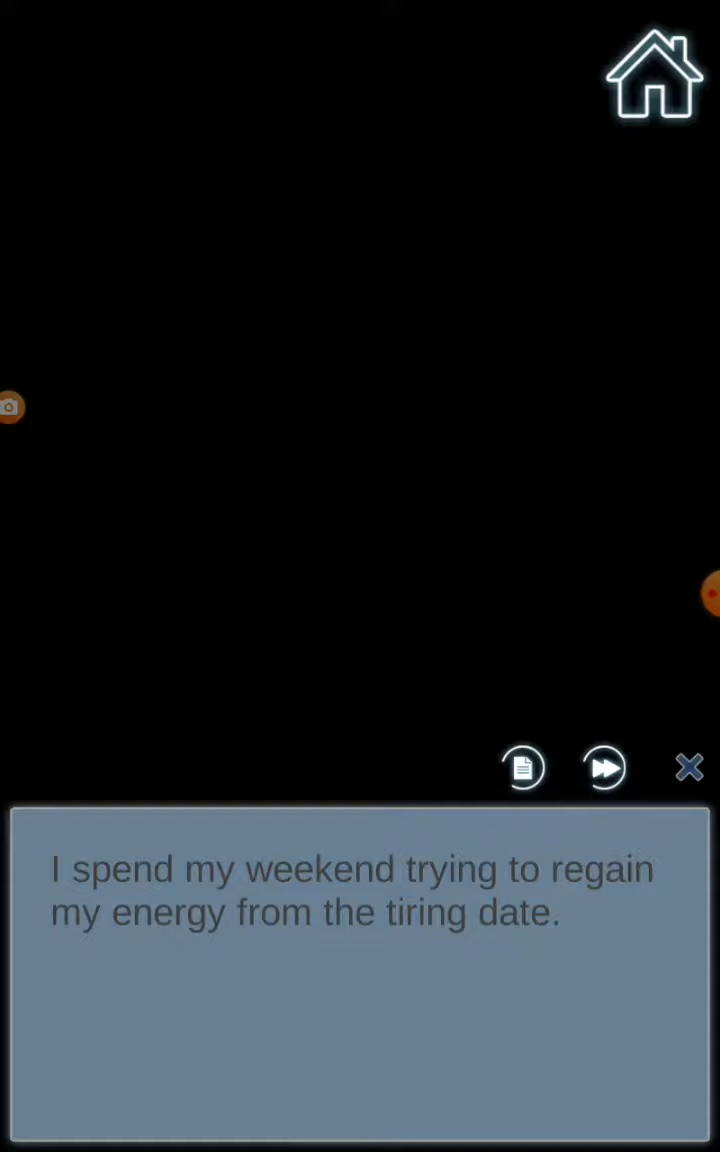 I spend my weekend trying to regain
my energy from the tiring date.